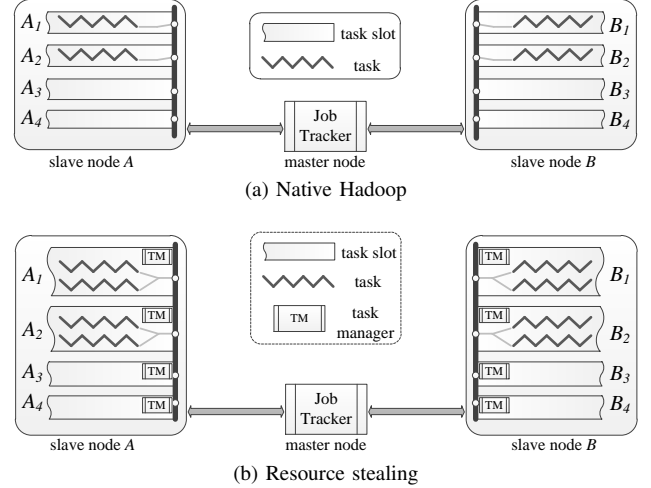 A1
A2
A3
A4
slave node A
task slot
task
Job
Tracker
master node
B1
B2
B3
B4
slave node B
(a) Native Hadoop
A1
A2
A3
A4
TM
TM
TM
TM
slave node A
task slot
task
TM
task
manager
Job
Tracker
master node
TM
TM
TM
TM
B1
B2
B3
B4
slave node B
(b) Resource stealing